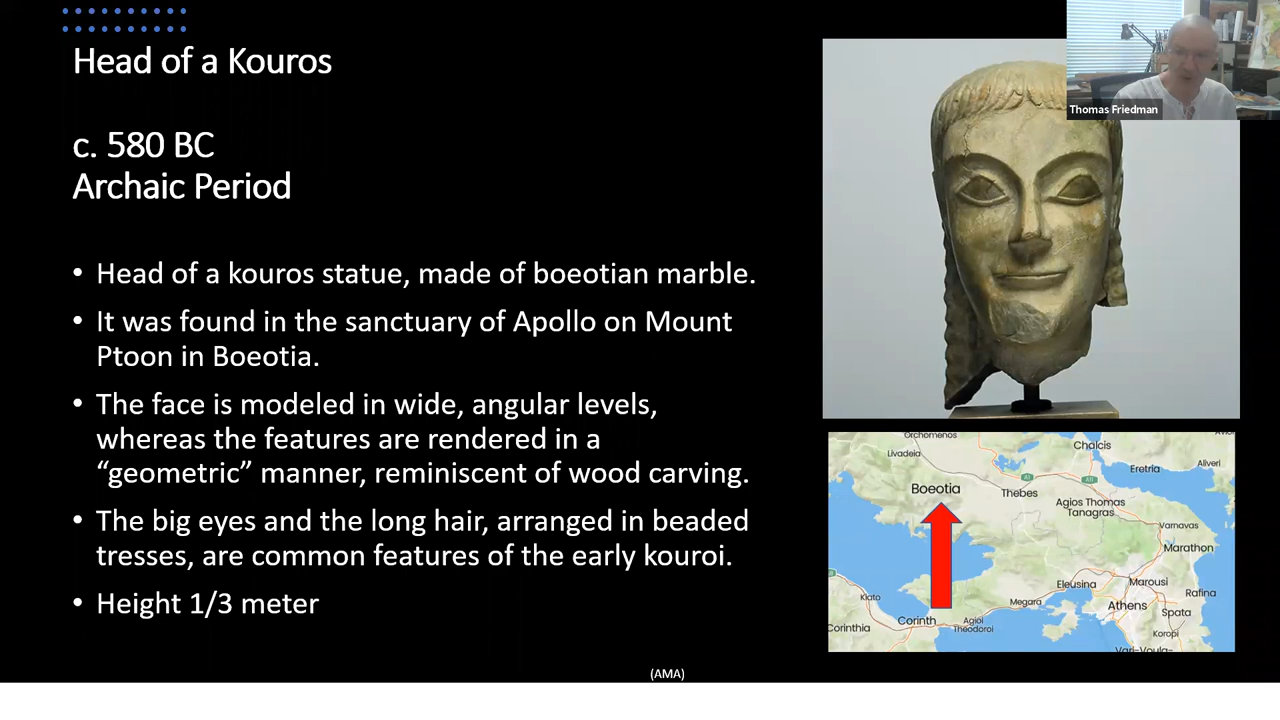 Head of a Kouros
c. 580 BC
Archaic Period
• Head of a kouros statue, made of boeotian marble.
• It was found in the sanctuary of Apollo on Mount
Ptoon in Boeotia.
• The face is modeled in wide, angular levels,
whereas the features are rendered in a
“geometric” manner, reminiscent of wood carving.
• The big eyes and the long hair, arranged in beaded
tresses, are common features of the early kouroi.
• Height 1/3 meter
(AMA)
Thomas Friedman
Orchomenos
Livadeia
Chalcis
Eretria
Aliveri
Boeotia
Thebes
Agios Thomas
Tanagras
Varnavas
Marathon
Eleusina
Marousi
Rafina
Kiato
Megara
Athens
Spata
Corinth
Agioi
Theodoroi
Corinthia
Koropi
Vari-Voula-